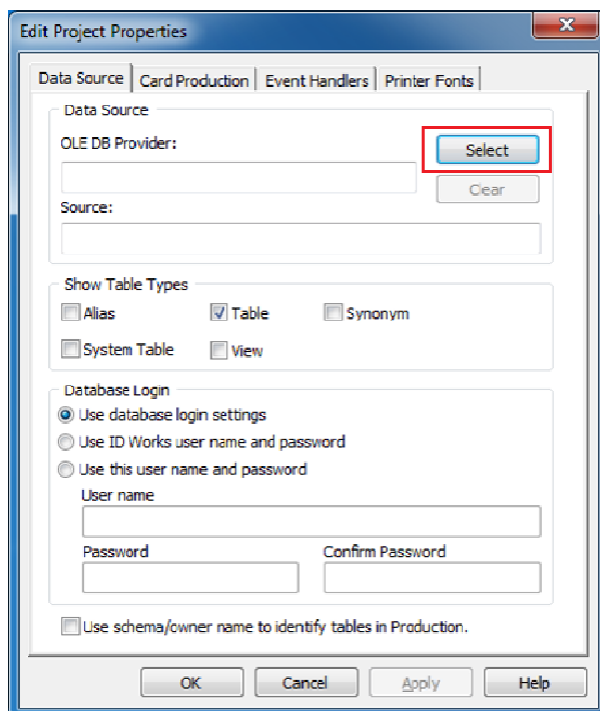 Edit Project Properties
Data Source Card Production Event Handlers Printer Fonts
Data Source
OLE DB Provider:
Select
Clear
Source:
Show Table Types
Alias Table Synonym
System Table View
Database Login
Use database login settings
Use ID Works user name and password
Use this user name and password
User name
Password Confirm Password
Use schema/owner name to identify tables in Production.
OK Cancel Apply Help